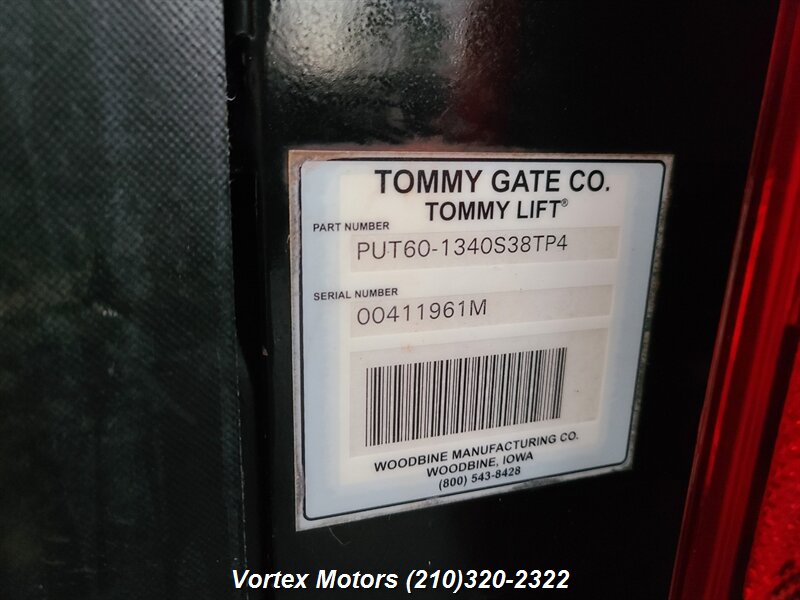 TOMMY GATE CO.
TOMMY LIFT®
PART NUMBER
PUT60-1340S38TP4
SERIAL NUMBER
00411961M
WOODBINE MANUFACTURING CO.
WOODBINE, IOWA
(800) 543-8428
Vortex Motors (210)320-2322